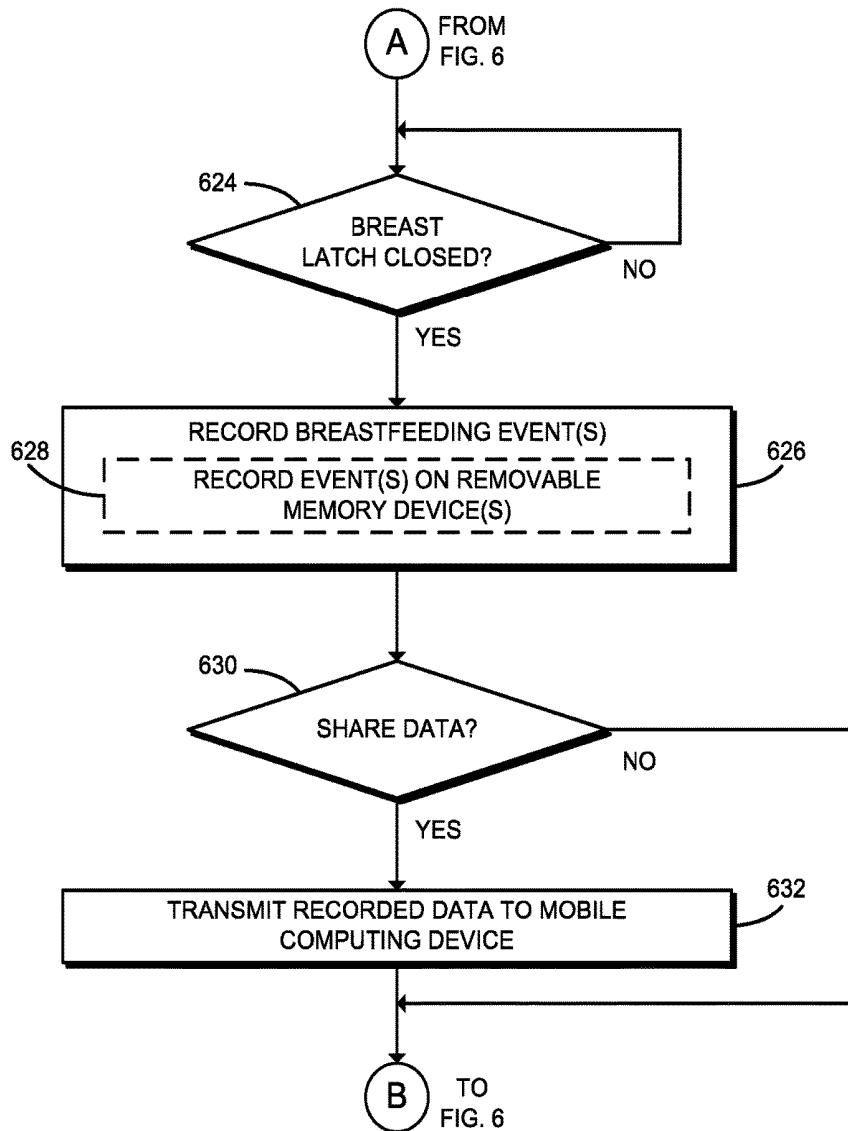 A
FROM
FIG. 6
624
BREAST
LATCH CLOSED?
NO
YES
RECORD BREASTFEEDING EVENT(S)
628
RECORD EVENT(S) ON REMOVABLE
MEMORY DEVICE(S)
626
630
SHARE DATA?
NO
YES
TRANSMIT RECORDED DATA TO MOBILE
COMPUTING DEVICE
632
B
TO
FIG. 6